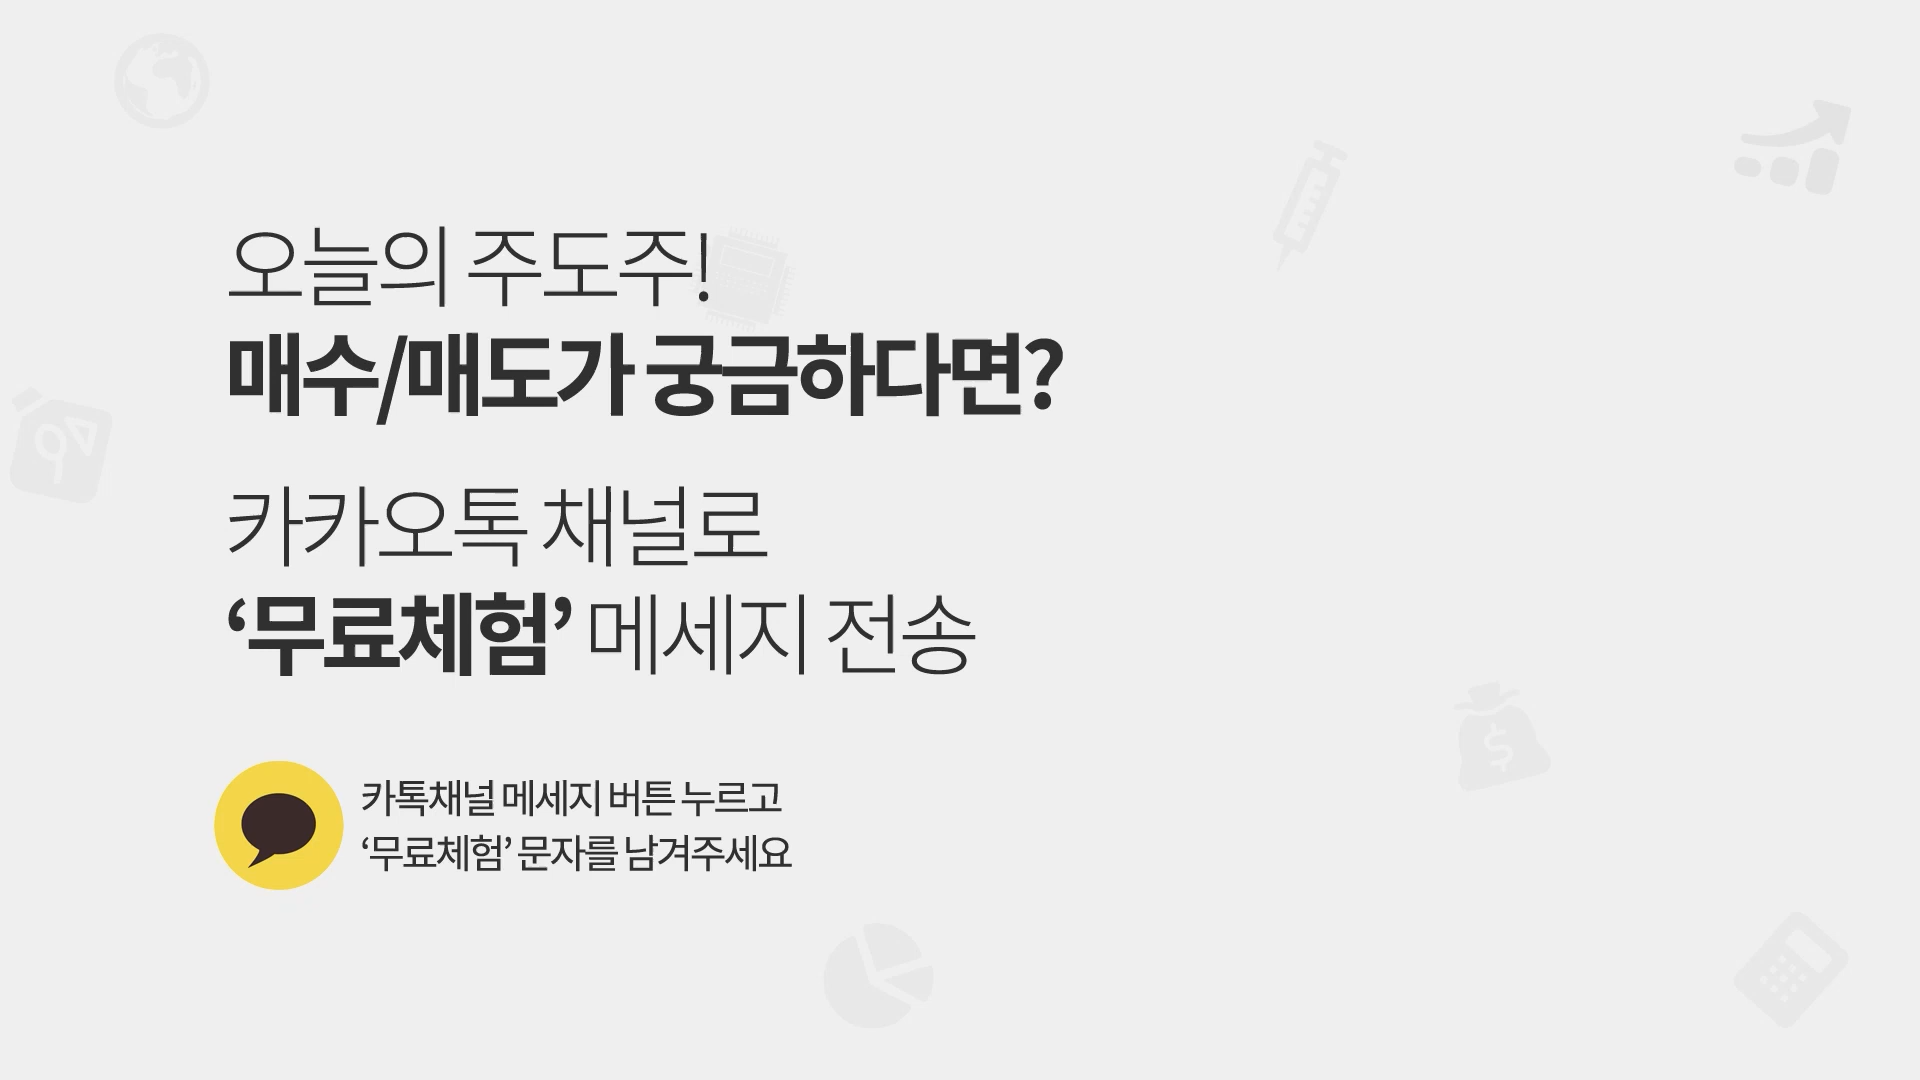 오늘의 주도주!
매수/매도가 궁금하다면?
카카오톡 채널로
‘무료체험’ 메세지 전송
카톡채널 메세지 버튼 누르고
‘무료체험’ 문자를 남겨주세요